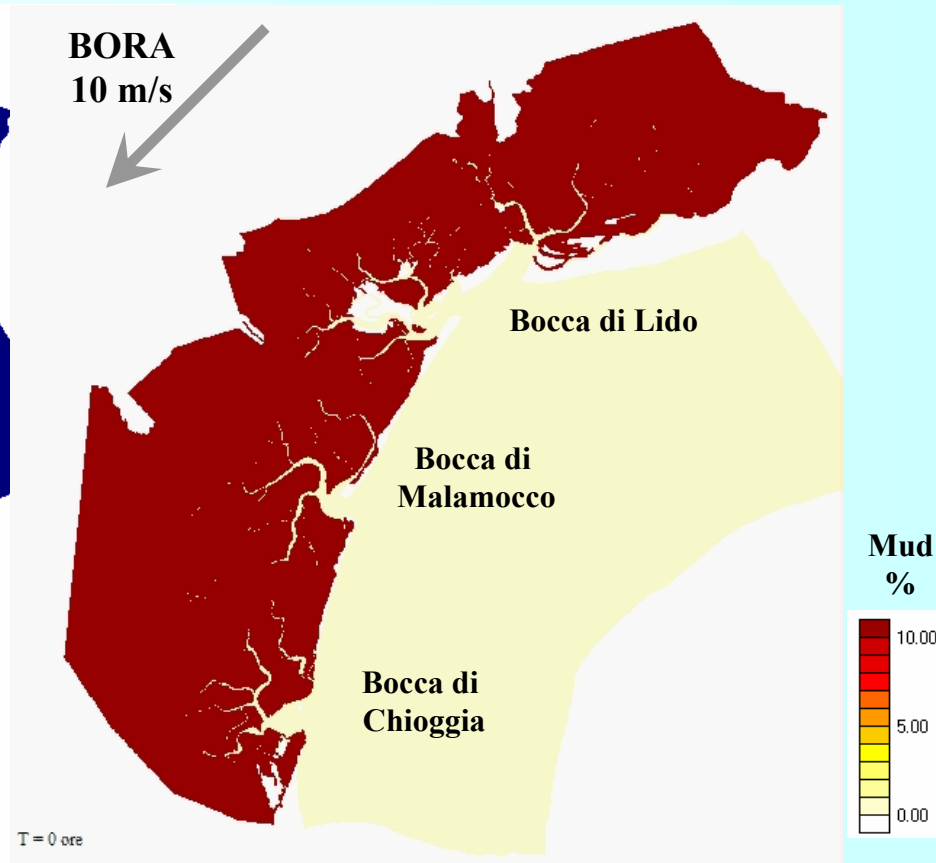 BORA
10 m/s
Bocca di Lido
Bocca di
Malamocco
Bocca di
Chioggia
Mud
%
10.00
5.00
0.00
T = 0 ore